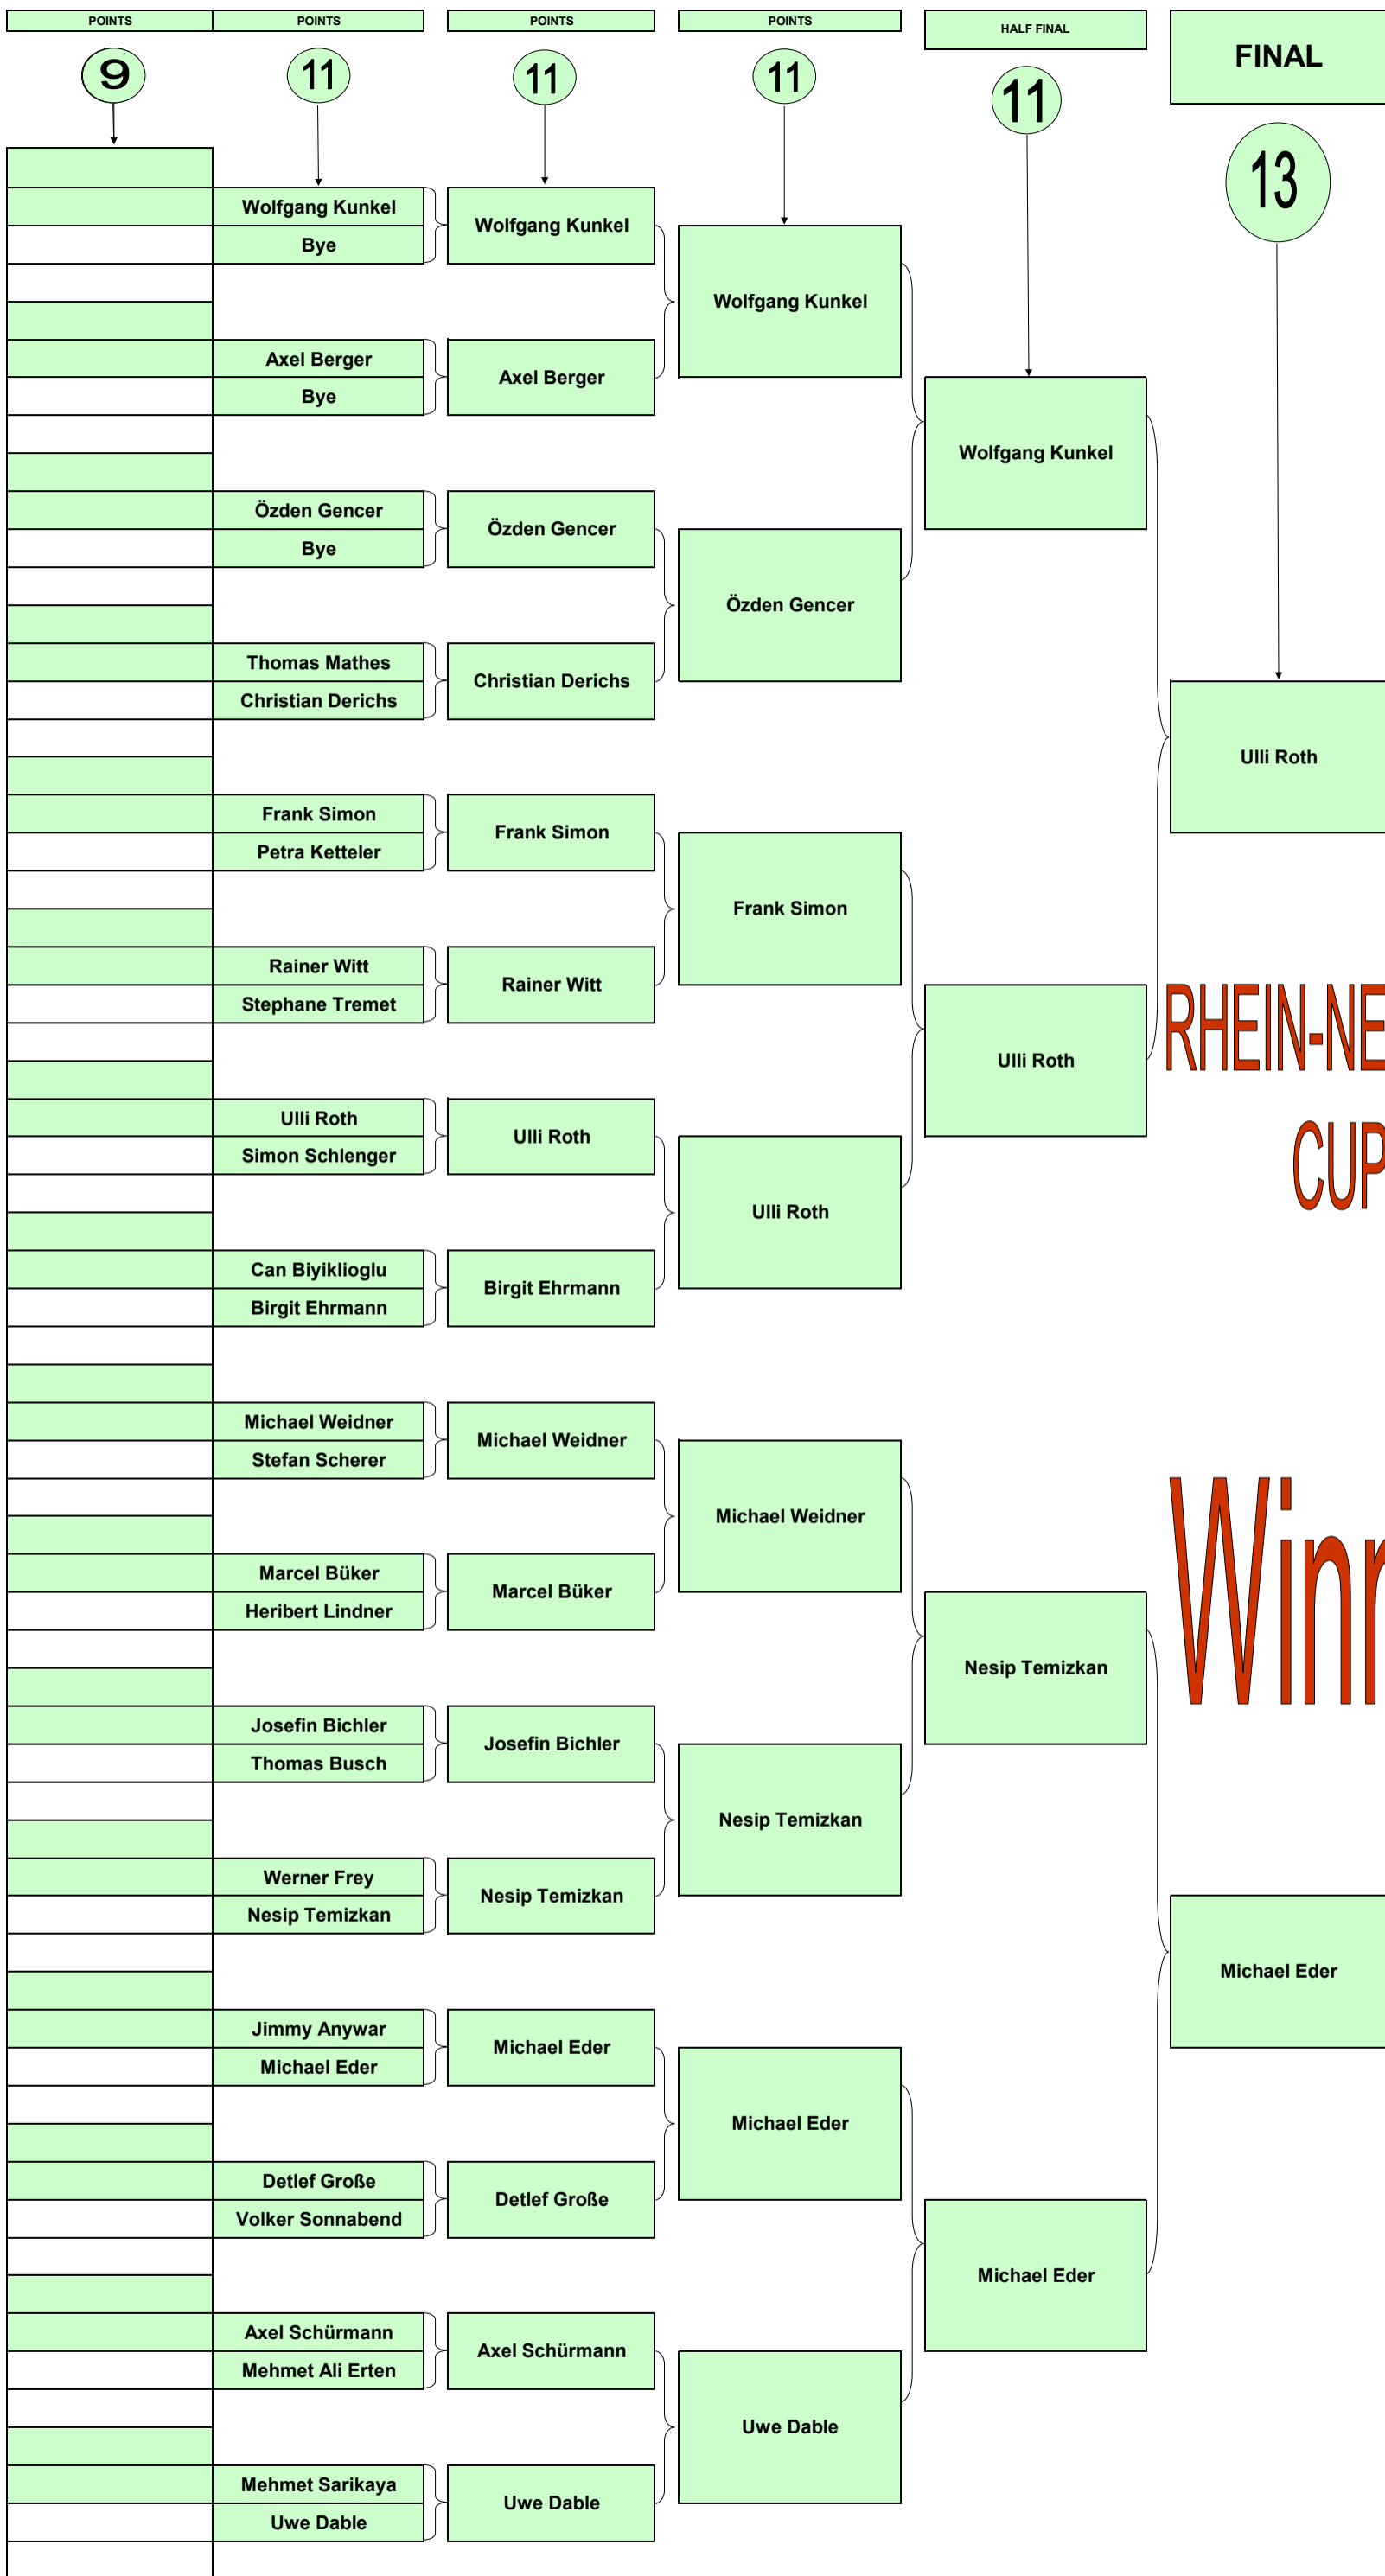 POINTS POINTS POINTS POINTS HALF FINAL FINAL
9 11 11 11 11 13
Wolfgang Kunkel
Bye
Wolfgang Kunkel
Wolfgang Kunkel
Axel Berger
Bye
Axel Berger
Wolfgang Kunkel
Özden Gencer
Bye
Özden Gencer
Özden Gencer
Thomas Mathes
Christian Derichs
Christian Derichs
Ulli Roth
Frank Simon
Petra Ketteler
Frank Simon
Frank Simon
Rainer Witt
Stephane Tremet
Rainer Witt
Ulli Roth
RHEIN-NE
CUP
Ulli Roth
Simon Schlenger
Ulli Roth
Ulli Roth
Can Biyiklioglu
Birgit Ehrmann
Birgit Ehrmann
Michael Weidner
Stefan Scherer
Michael Weidner
Michael Weidner
Winn
Marcel Büker
Heribert Lindner
Marcel Büker
Nesip Temizkan
Josefin Bichler
Thomas Busch
Josefin Bichler
Nesip Temizkan
Werner Frey
Nesip Temizkan
Nesip Temizkan
Michael Eder
Jimmy Anywar
Michael Eder
Michael Eder
Michael Eder
Detlef Große
Volker Sonnabend
Detlef Große
Michael Eder
Axel Schürmann
Mehmet Ali Erten
Axel Schürmann
Uwe Dable
Mehmet Sarikaya
Uwe Dable
Uwe Dable